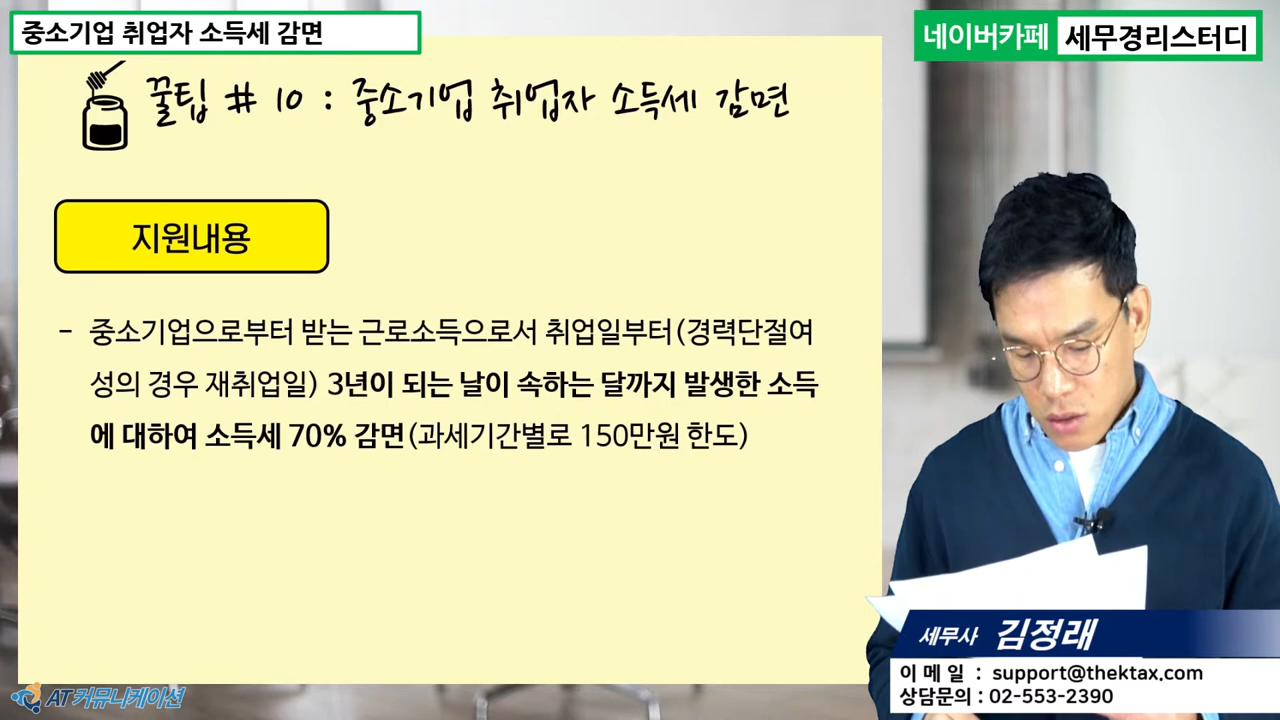 중소기업 취업자 소득세 감면
네이버카페 세무경리스터디
꿀팁 # 10 : 중소기업 취업자 소득세 감면
지원내용
- 중소기업으로부터 받는 근로소득으로서 취업일부터(경력단절여
성의 경우 재취업일) 3년이 되는 날이 속하는 달까지 발생한 소득
에 대하여 소득세 70% 감면(과세기간별로 150만원 한도)
세무사 김정래
이 메 일 : support@thektax.com
상담문의 : 02-553-2390
AT커뮤니케이션